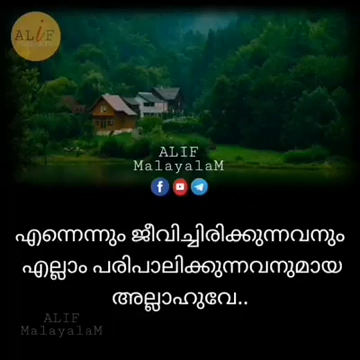 ALiF
ALIF
MalayalaM
എന്നെന്നും ജീവിച്ചിരിക്കുന്നവനും
എല്ലാം പരിപാലിക്കുന്നവനുമായ
അല്ലാഹുവേ..
ALIF
MalayalaM